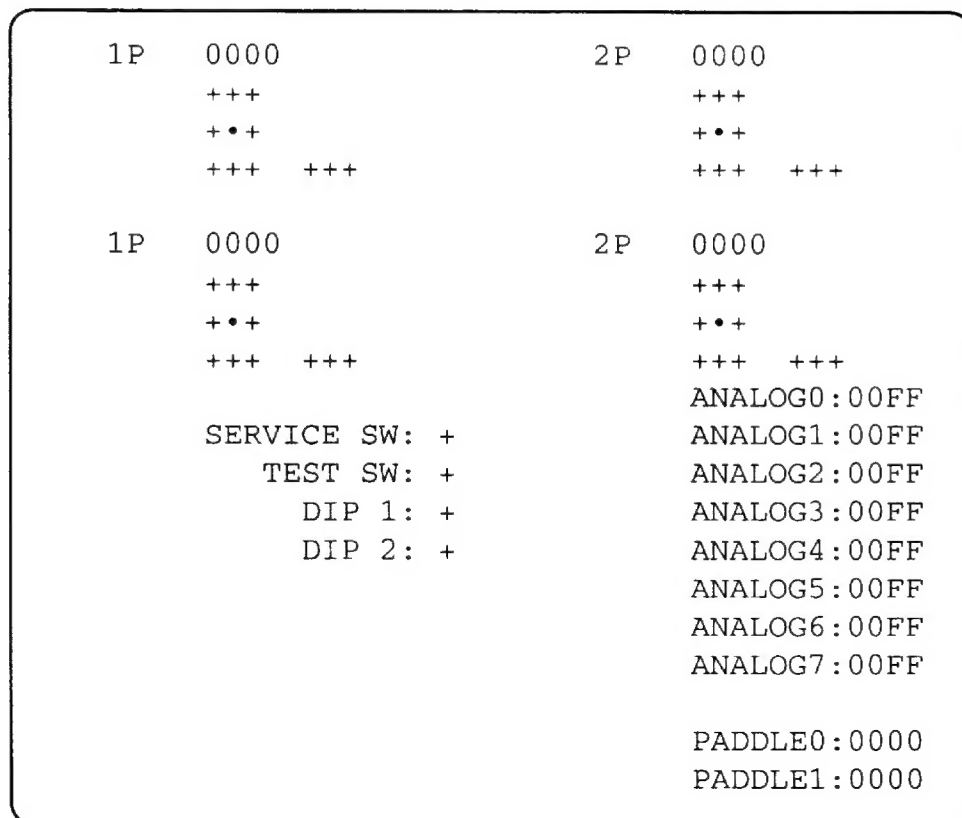 1P 0000 2P 0000
+++ +++
+•+ +•+
+++ +++ +++ +++
1P 0000 2P 0000
+++ +++
+•+ +•+
+++ +++ +++ +++
ANALOG0:00FF
SERVICE SW: + ANALOG1:00FF
TEST SW: + ANALOG2:00FF
DIP 1: + ANALOG3:00FF
DIP 2: + ANALOG4:00FF
ANALOG5:00FF
ANALOG6:00FF
ANALOG7:00FF
PADDLE0:0000
PADDLE1:0000